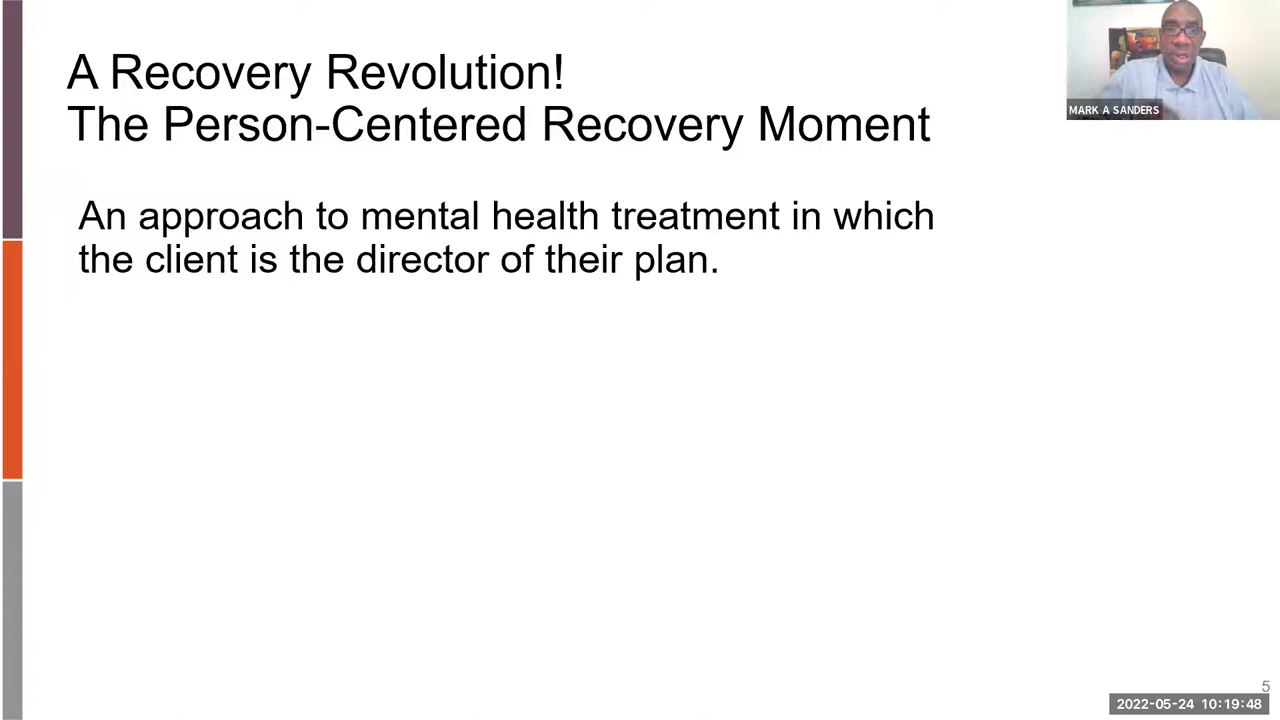 A Recovery Revolution!
The Person-Centered Recovery Moment
MARK A SANDERS
An approach to mental health treatment in which
the client is the director of their plan.
5
2022-05-24 10:19:48